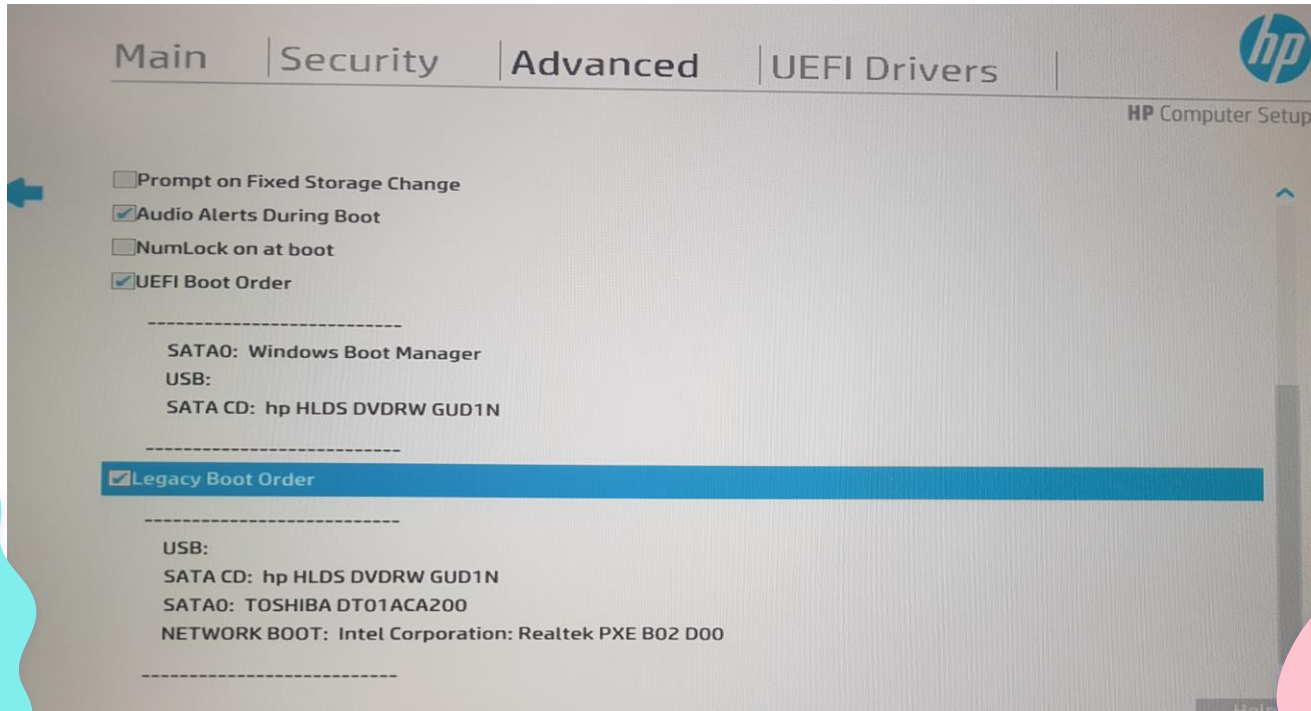 Main Security Advanced UEFI Drivers
hp
HP Computer Setup
Prompt on Fixed Storage Change
Audio Alerts During Boot
NumLock on at boot
UEFI Boot Order
---------------------------
SATA0: Windows Boot Manager
USB:
SATA CD: hp HLDS DVDRW GUD1N
---------------------------
Legacy Boot Order
---------------------------
USB:
SATA CD: hp HLDS DVDRW GUD1N
SATA0: TOSHIBA DT01ACA200
NETWORK BOOT: Intel Corporation: Realtek PXE B02 D00
---------------------------
Help